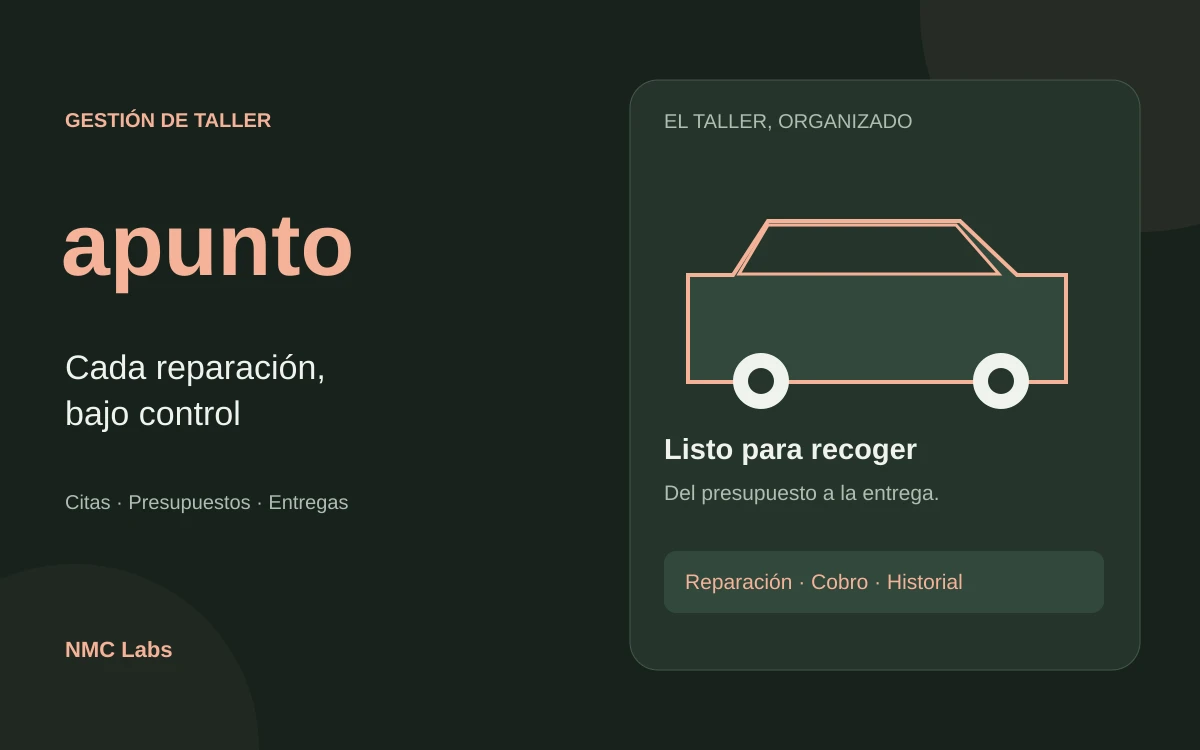 GESTIÓN DE TALLER
apunto
Cada reparación,
bajo control
Citas · Presupuestos · Entregas
NMC Labs
EL TALLER, ORGANIZADO
Listo para recoger
Del presupuesto a la entrega.
Reparación · Cobro · Historial